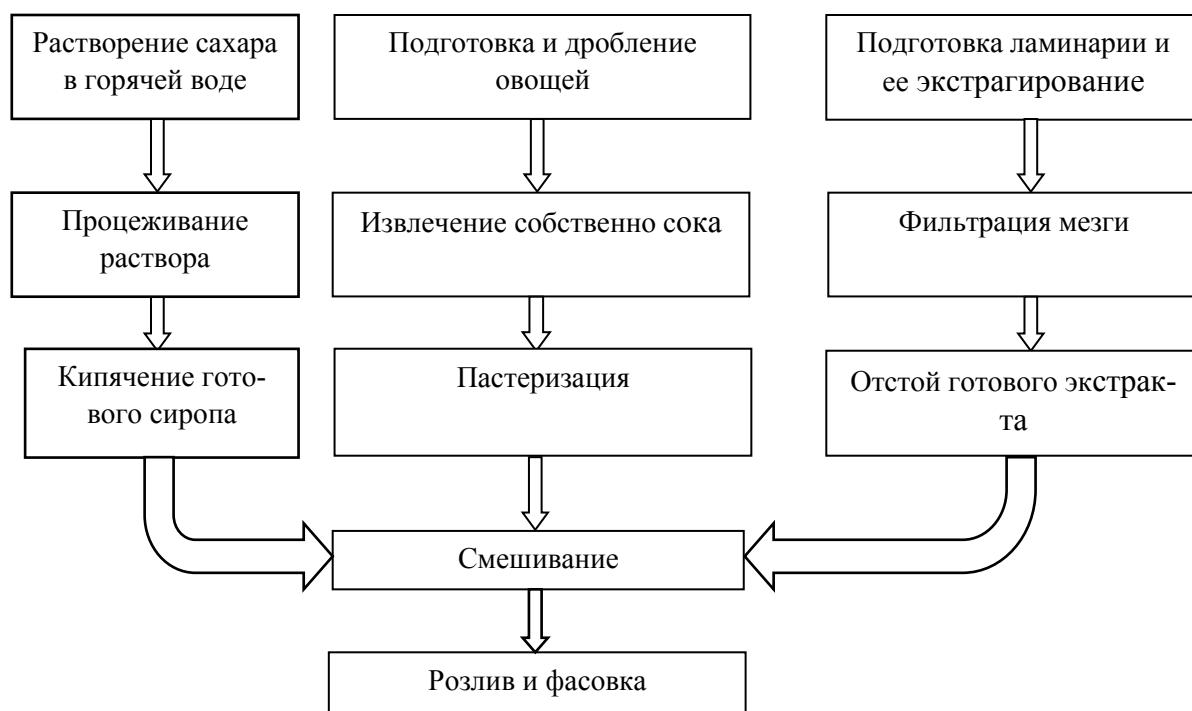 Растворение сахара
в горячей воде
Подготовка и дробление
овощей
Подготовка ламинарии и
ее экстрагирование
Процеживание
раствора
Извлечение собственно сока
Фильтрация мезги
Кипячение гото-
вого сиропа
Пастеризация
Отстой готового экстрак-
та
Смешивание
Розлив и фасовка